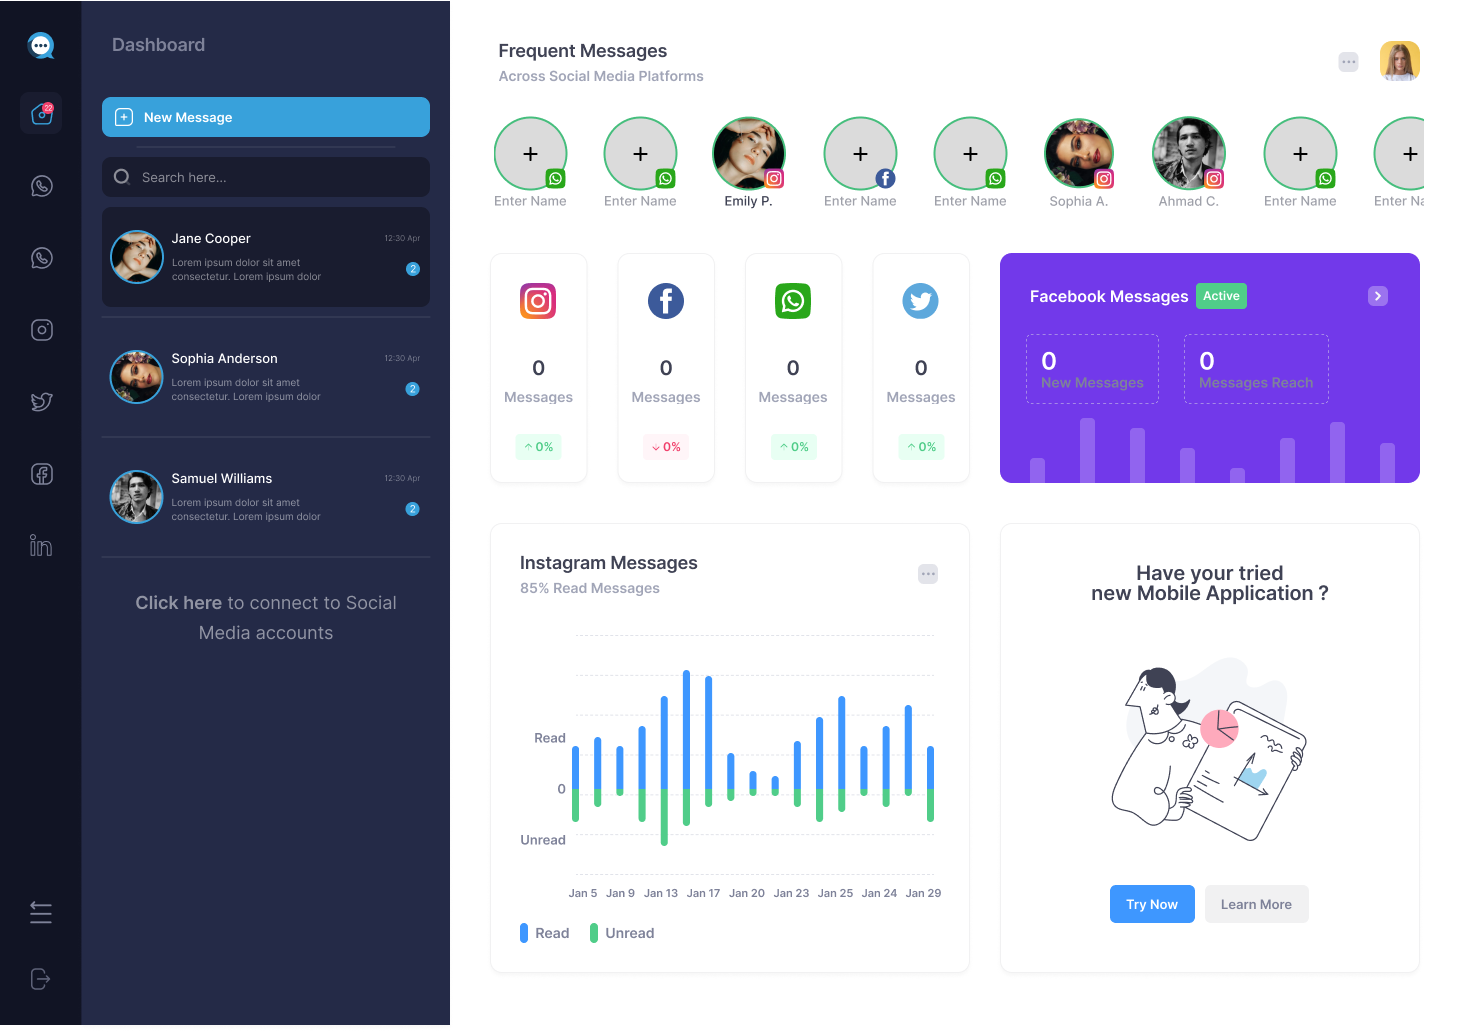 Dashboard
22
New Message
Search here...
Jane Cooper
12:30 Apr
Lorem ipsum dolor sit amet
consectetur. Lorem ipsum dolor
2
Sophia Anderson
12:30 Apr
Lorem ipsum dolor sit amet
consectetur. Lorem ipsum dolor
2
Samuel Williams
12:30 Apr
Lorem ipsum dolor sit amet
consectetur. Lorem ipsum dolor
2
Click here to connect to Social
Media accounts
in
Frequent Messages
Across Social Media Platforms
Enter Name
Enter Name
Emily P.
Enter Name
Enter Name
Sophia A.
Ahmad C.
Enter Name
Enter Na
0
Messages
0%
0
Messages
0%
0
Messages
0%
0
Messages
0%
Facebook Messages
Active
0
New Messages
0
Messages Reach
Instagram Messages
85% Read Messages
Read
0
Unread
Jan 5 Jan 9 Jan 13 Jan 17 Jan 20 Jan 23 Jan 25 Jan 24 Jan 29
Read
Unread
Have your tried
new Mobile Application ?
Try Now
Learn More